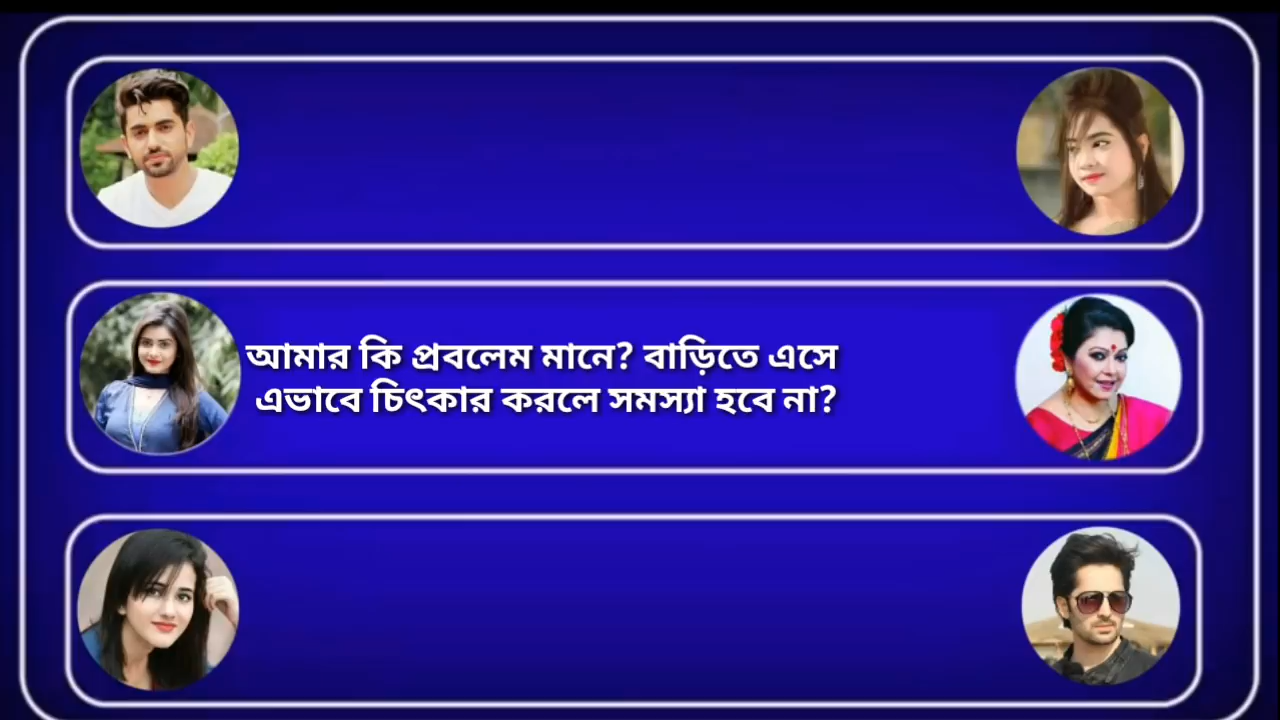 আমার কি প্রবলেম মানে? বাড়িতে এসে
এভাবে চিৎকার করলে সমস্যা হবে না?